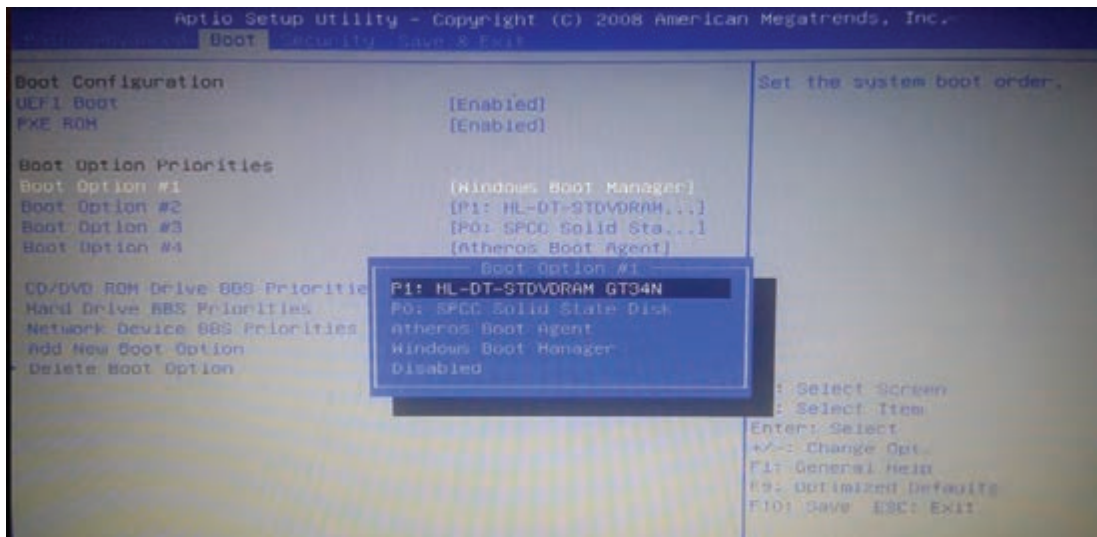 Aptio Setup Utility - Copyright (C) 2008 American Megatrends, Inc.
Boot Security Save & Exit
Boot Configuration
UEFI Boot [Enabled]
PXE ROM [Enabled]
Boot Option Priorities
Boot Option #1 [Windows Boot Manager]
Boot Option #2 [P1: HL-DT-STDVDRAM...]
Boot Option #3 [P0: SPCC Solid Sta...]
Boot Option #4 [Atheros Boot Agent]
CD/DVD ROM Drive BBS Prioritie
Hard Drive BBS Priorities
Network Device BBS Priorities
Add New Boot Option
Delete Boot Option
Boot Option #1
P1: HL-DT-STDVDRAM GT34N
P0: SPCC Solid State Disk
Atheros Boot Agent
Windows Boot Manager
Disabled
Set the system boot order.
: Select Screen
: Select Item
Enter: Select
+/-: Change Opt.
F1: General Help
F9: Optimized Defaults
F10: Save ESC: Exit